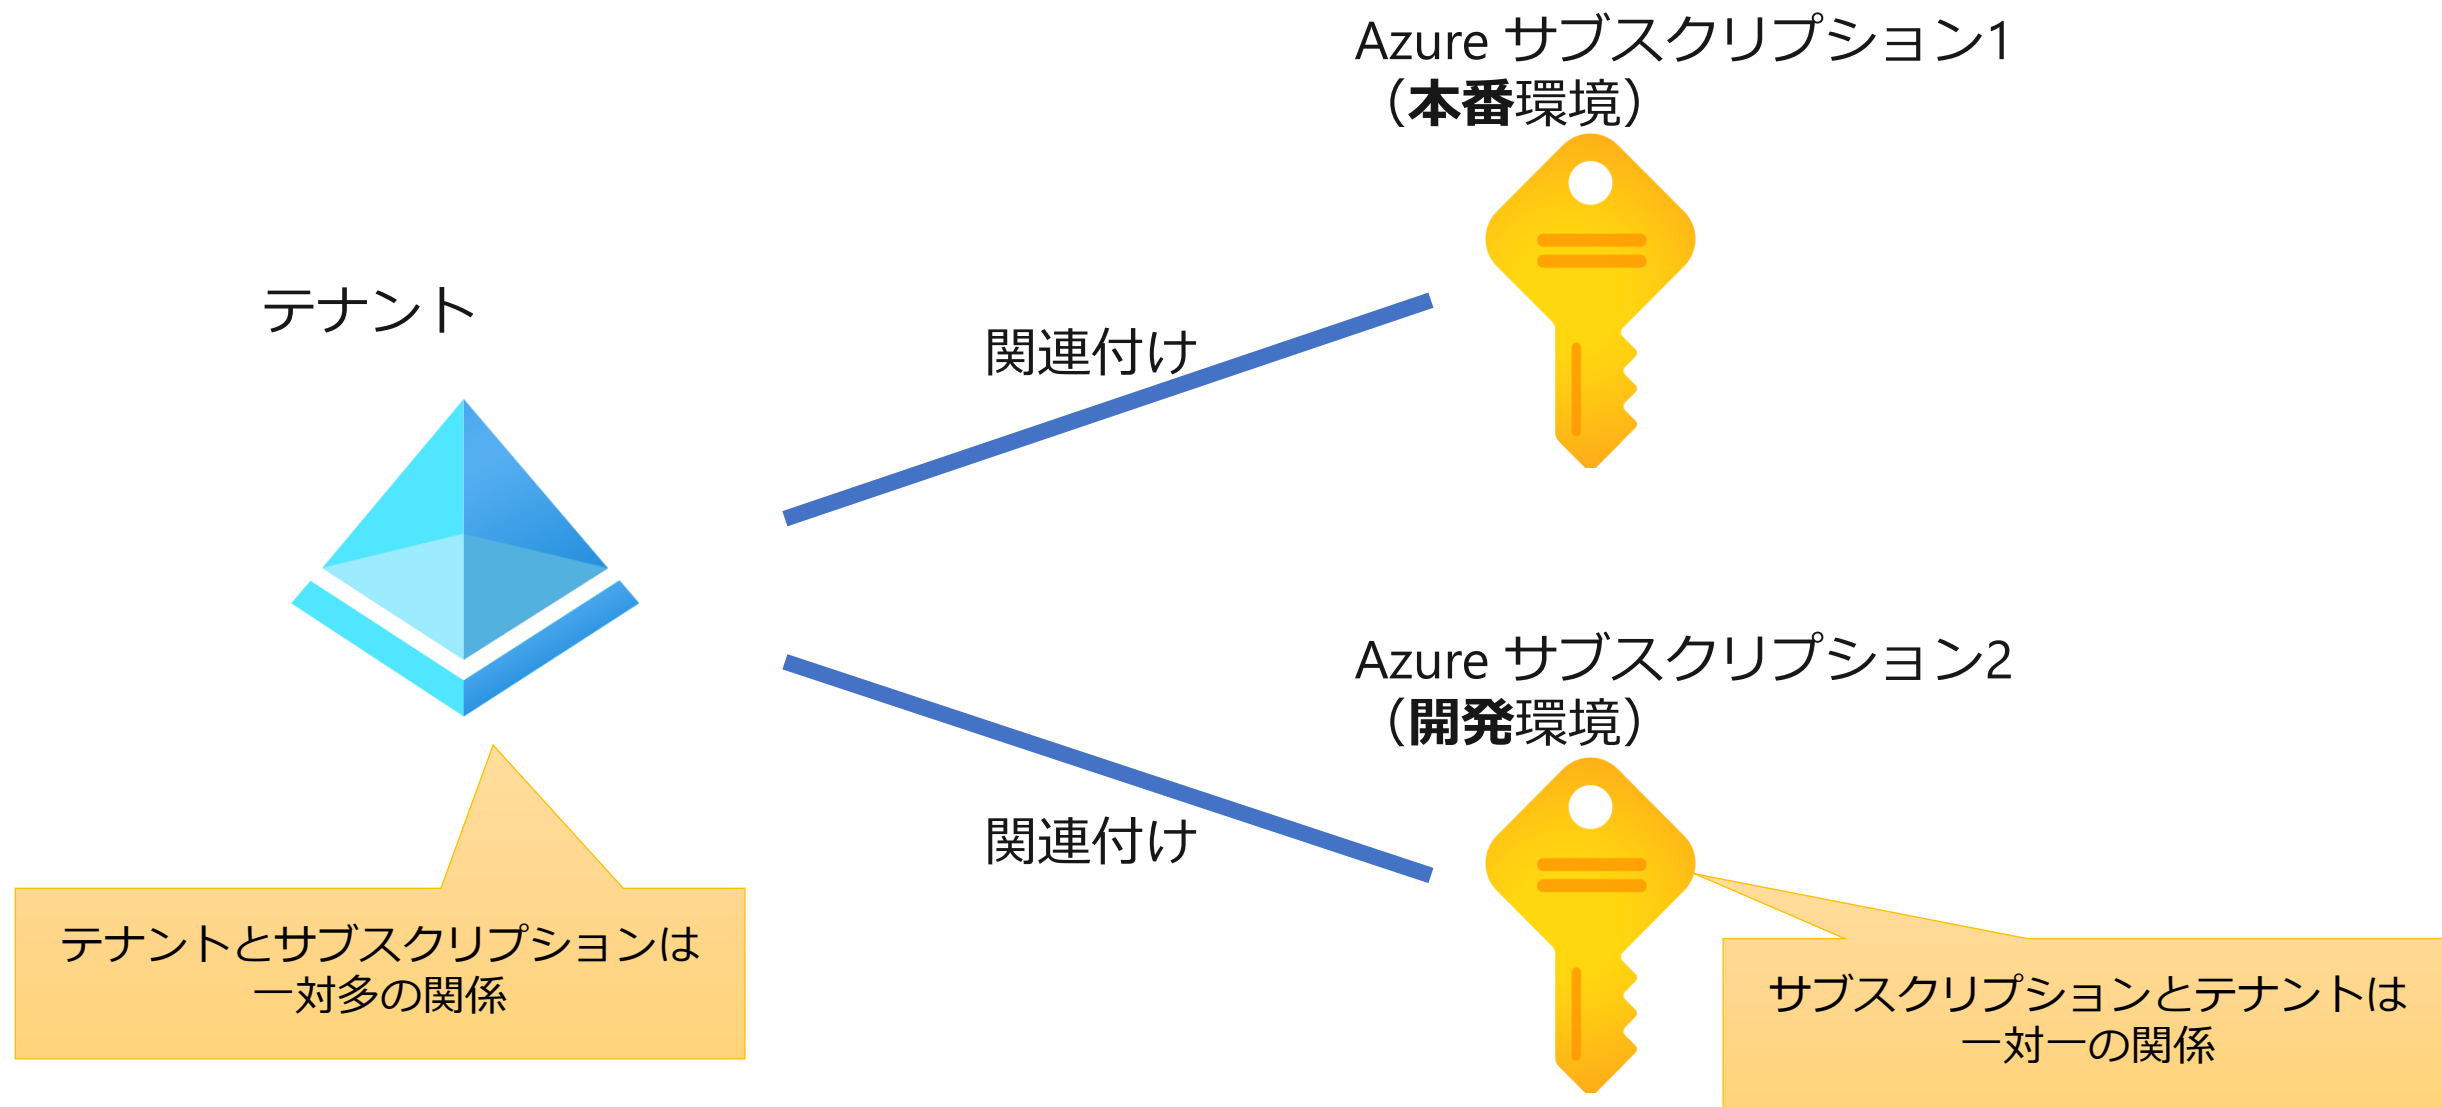 Azure サブスクリプション1
（本番環境）
テナント
関連付け
Azure サブスクリプション2
（開発環境）
関連付け
テナントとサブスクリプションは
一対多の関係
サブスクリプションとテナントは
一対一の関係